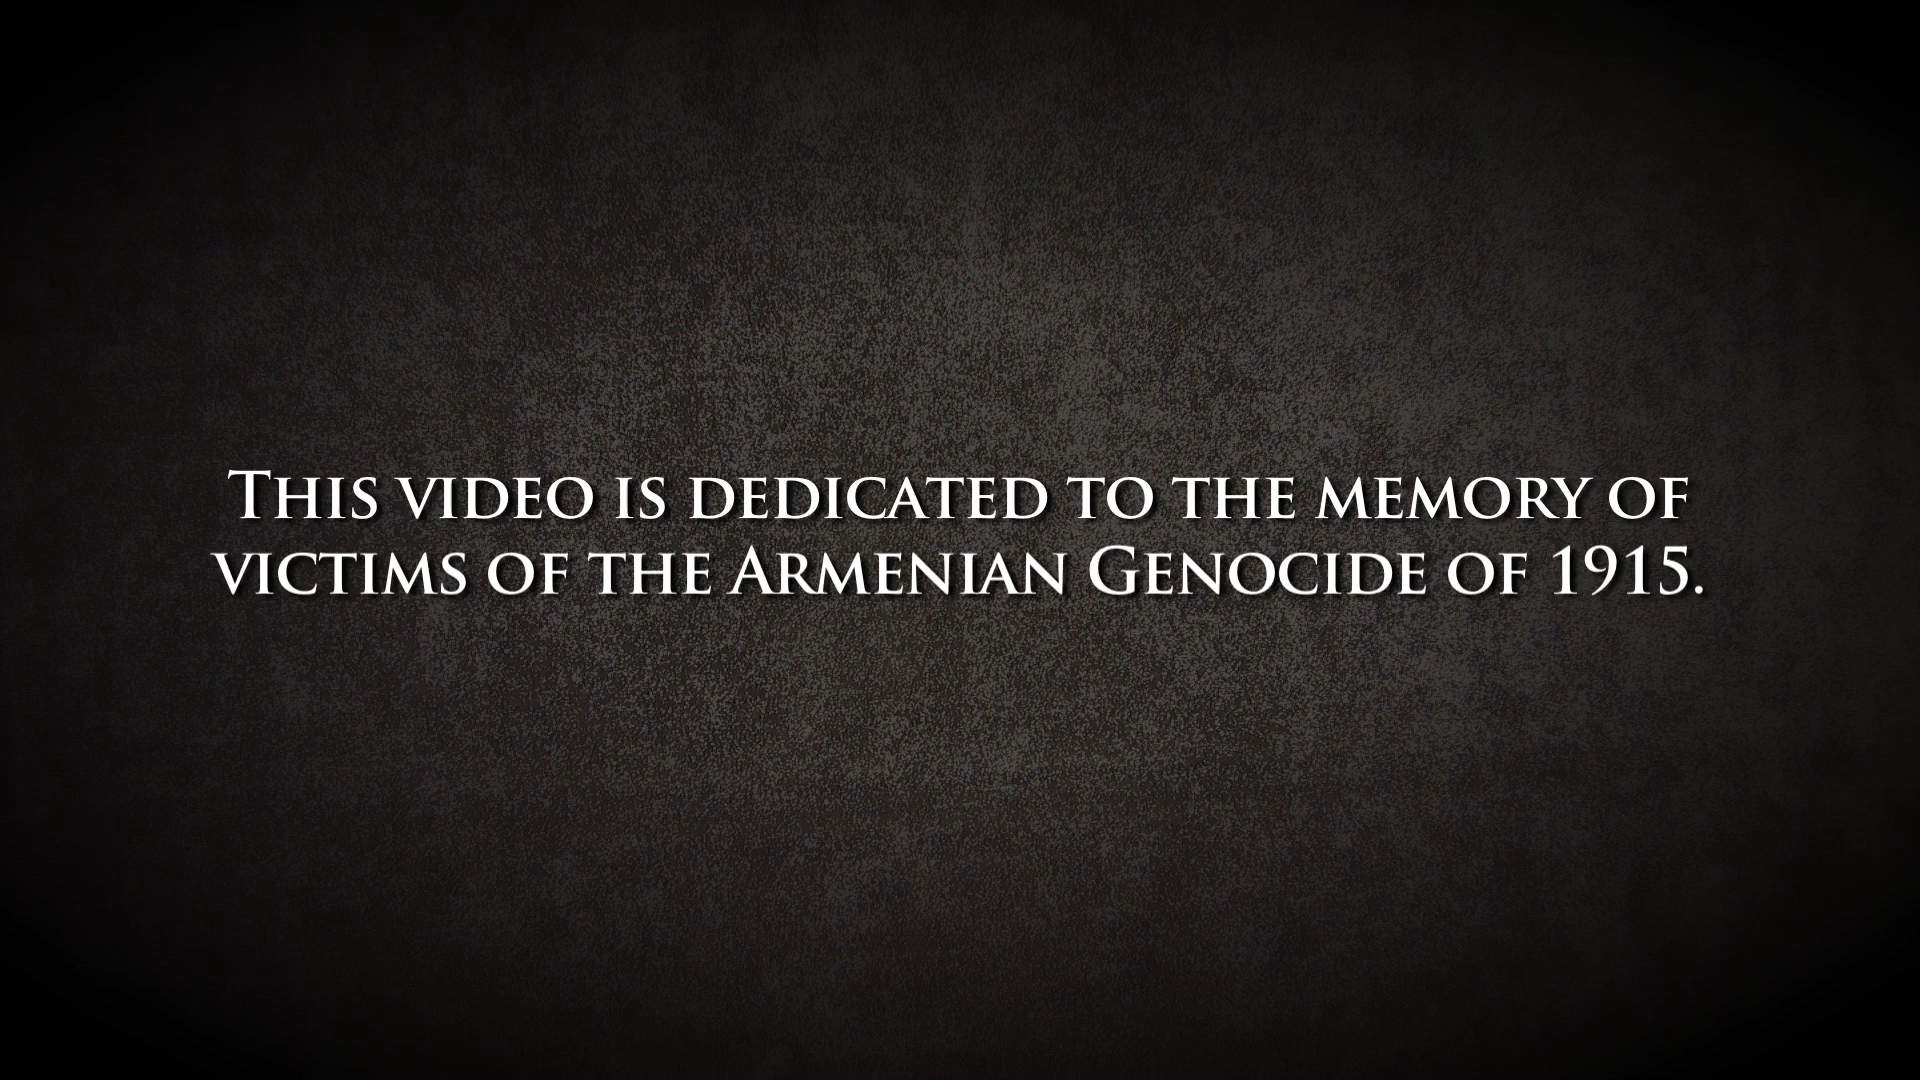 This video is dedicated to the memory of
victims of the Armenian Genocide of 1915.